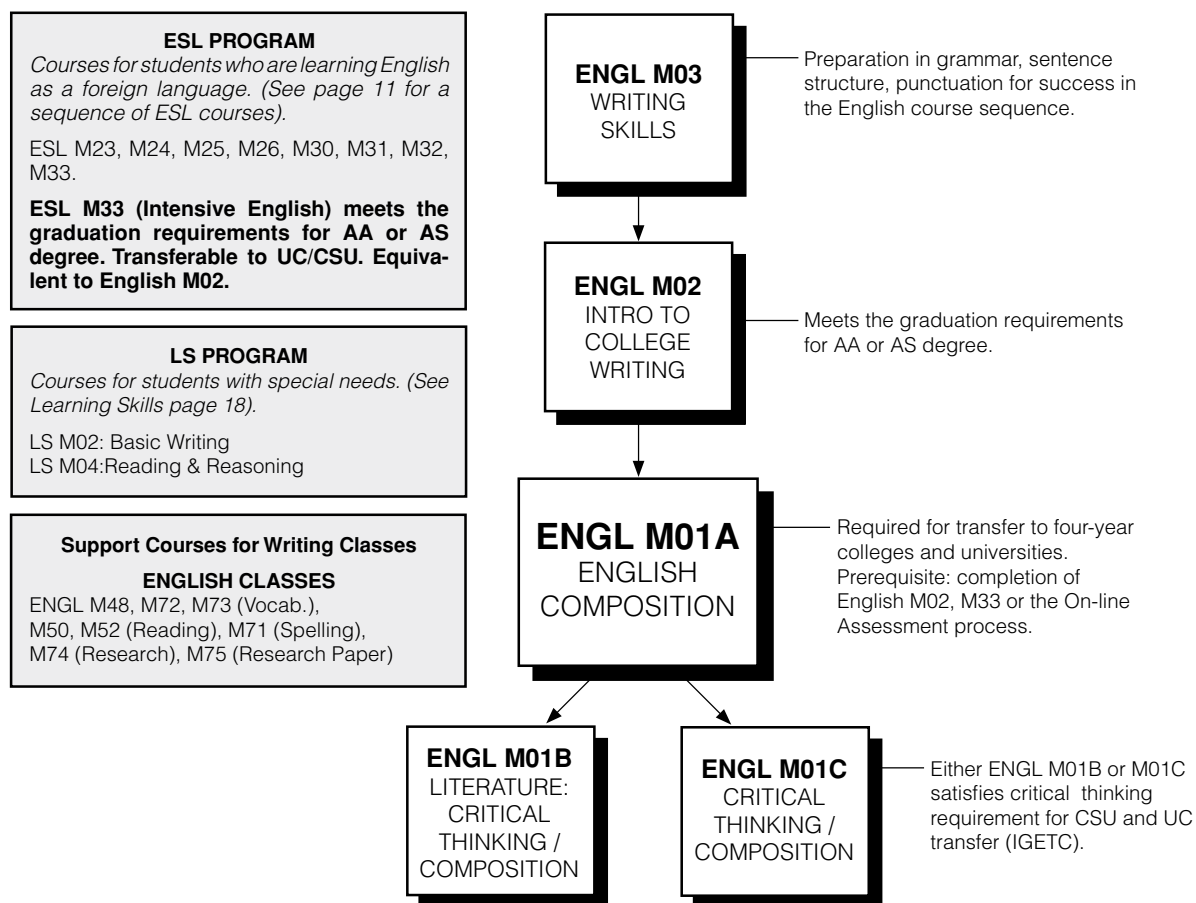 ESL PROGRAM
Courses for students who are learning English
as a foreign language. (See page 11 for a
sequence of ESL courses).
ESL M23, M24, M25, M26, M30, M31, M32,
M33.
ESL M33 (Intensive English) meets the
graduation requirements for AA or AS
degree. Transferable to UC/CSU. Equiva-
lent to English M02.
LS PROGRAM
Courses for students with special needs. (See
Learning Skills page 18).
LS M02: Basic Writing
LS M04:Reading & Reasoning
Support Courses for Writing Classes
ENGLISH CLASSES
ENGL M48, M72, M73 (Vocab.),
M50, M52 (Reading), M71 (Spelling),
M74 (Research), M75 (Research Paper)
ENGL M03
WRITING
SKILLS
Preparation in grammar, sentence
structure, punctuation for success in
the English course sequence.
ENGL M02
INTRO TO
COLLEGE
WRITING
Meets the graduation requirements
for AA or AS degree.
ENGL M01A
ENGLISH
COMPOSITION
Required for transfer to four-year
colleges and universities.
Prerequisite: completion of
English M02, M33 or the On-line
Assessment process.
ENGL M01B
LITERATURE:
CRITICAL
THINKING /
COMPOSITION
ENGL M01C
CRITICAL
THINKING /
COMPOSITION
Either ENGL M01B or M01C
satisfies critical thinking
requirement for CSU and UC
transfer (IGETC).